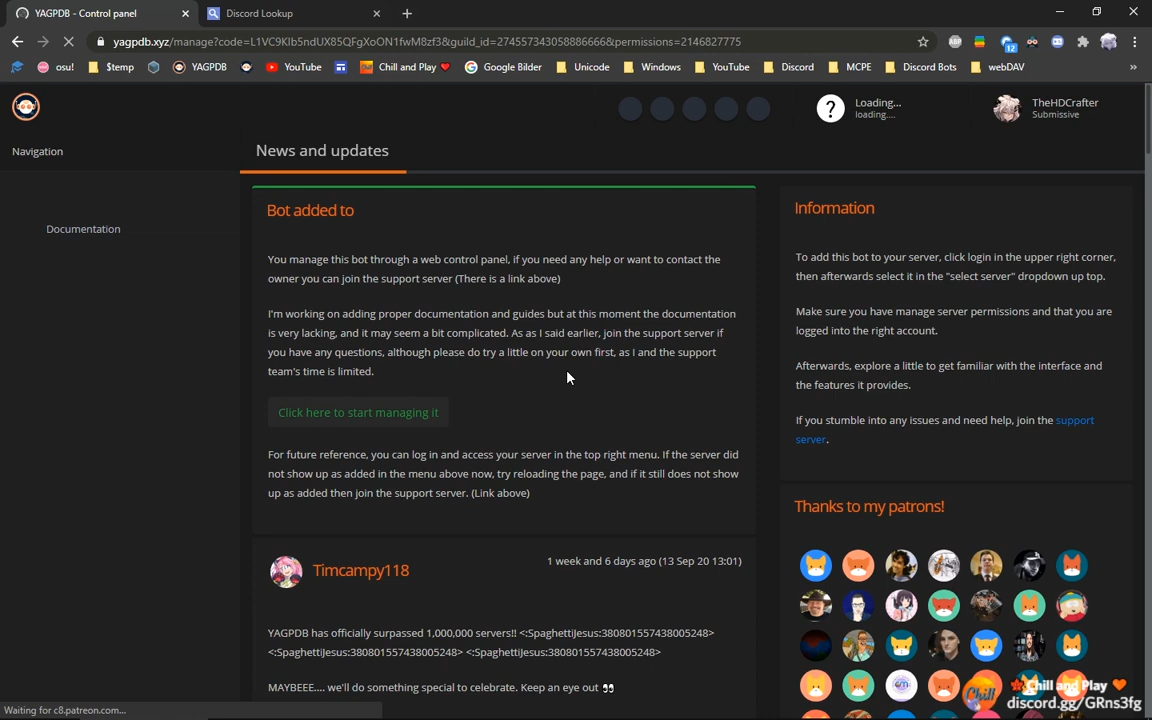 YAGPDB - Control panel
Discord Lookup
yagpdb.xyz/manage?code=L1VC9KIb5ndUX85QFgXoON1fwM8zf3&guild_id=27455734305888666&permissions=2146827775
osu!
$temp
YAGPDB
YouTube
Chill and Play
Google Bilder
Unicode
Windows
YouTube
Discord
MCPE
Discord Bots
webDAV
»
ABP
12
? Loading...
loading....
TheHDCrafter
Submissive
Navigation
News and updates
Documentation
Bot added to
You manage this bot through a web control panel, if you need any help or want to contact the
owner you can join the support server (There is a link above)
I'm working on adding proper documentation and guides but at this moment the documentation
is very lacking, and it may seem a bit complicated. As as I said earlier, join the support server if
you have any questions, although please do try a little on your own first, as I and the support
team's time is limited.
Click here to start managing it
For future reference, you can log in and access your server in the top right menu. If the server did
not show up as added in the menu above now, try reloading the page, and if it still does not show
up as added then join the support server. (Link above)
Timcampy118
1 week and 6 days ago (13 Sep 20 13:01)
YAGPDB has officially surpassed 1,000,000 servers!! <:SpaghettiJesus:380801557438005248>
<:SpaghettiJesus:380801557438005248> <:SpaghettiJesus:380801557438005248>
MAYBEEE.... we'll do something special to celebrate. Keep an eye out 👀
Information
To add this bot to your server, click login in the upper right corner,
then afterwards select it in the "select server" dropdown up top.
Make sure you have manage server permissions and that you are
logged into the right account.
Afterwards, explore a little to get familiar with the interface and
the features it provides.
If you stumble into any issues and need help, join the support
server.
Thanks to my patrons!
Chill
Chill and Play
discord.gg/GRns3fg
Waiting for c8.patreon.com...